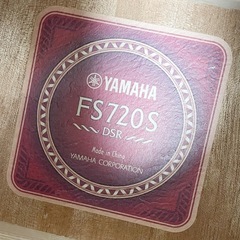 YAMAHA
FS720S
DSR
Made in China
YAMAHA CORPORATION